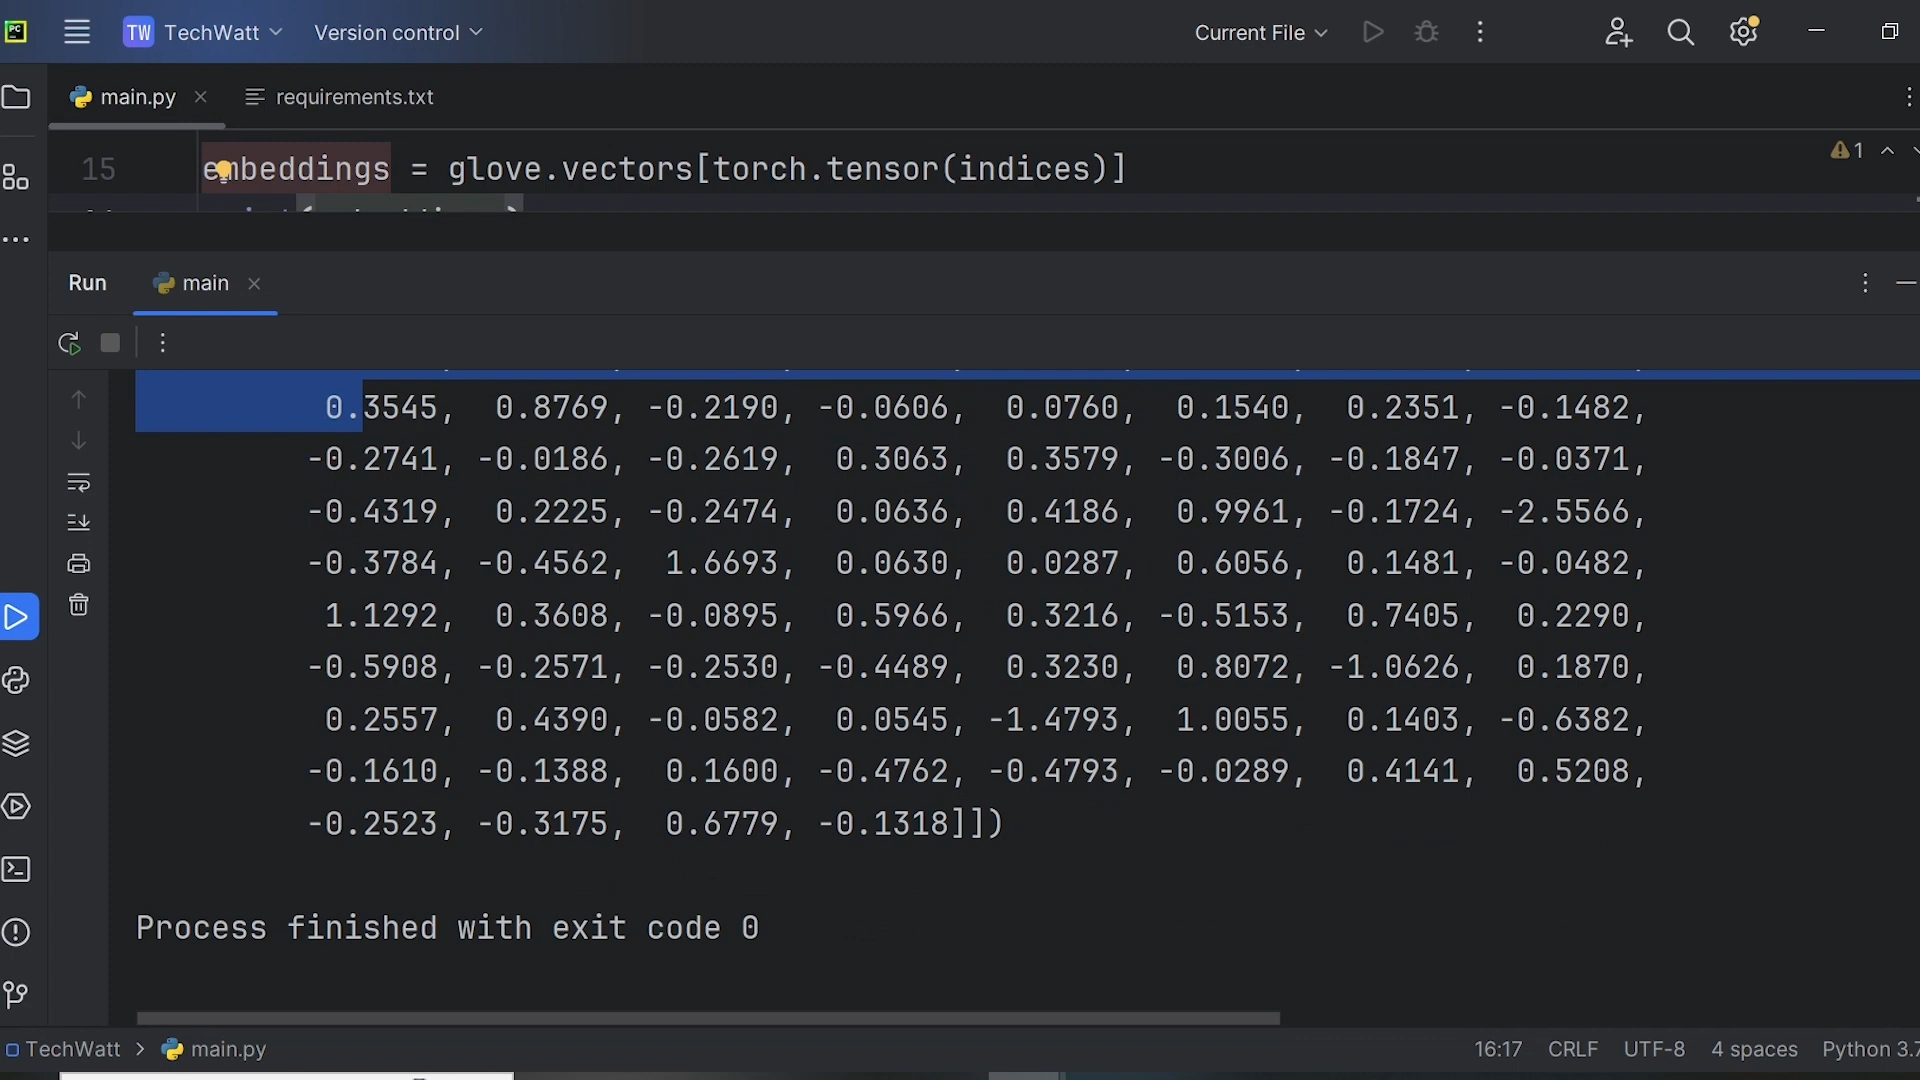 PC
TW TechWatt Version control Current File
main.py requirements.txt
15 embeddings = glove.vectors[torch.tensor(indices)] 1
Run main
0.3545, 0.8769, -0.2190, -0.0606, 0.0760, 0.1540, 0.2351, -0.1482,
-0.2741, -0.0186, -0.2619, 0.3063, 0.3579, -0.3006, -0.1847, -0.0371,
-0.4319, 0.2225, -0.2474, 0.0636, 0.4186, 0.9961, -0.1724, -2.5566,
-0.3784, -0.4562, 1.6693, 0.0630, 0.0287, 0.6056, 0.1481, -0.0482,
1.1292, 0.3608, -0.0895, 0.5966, 0.3216, -0.5153, 0.7405, 0.2290,
-0.5908, -0.2571, -0.2530, -0.4489, 0.3230, 0.8072, -1.0626, 0.1870,
0.2557, 0.4390, -0.0582, 0.0545, -1.4793, 1.0055, 0.1403, -0.6382,
-0.1610, -0.1388, 0.1600, -0.4762, -0.4793, -0.0289, 0.4141, 0.5208,
-0.2523, -0.3175, 0.6779, -0.1318]])
Process finished with exit code 0
TechWatt > main.py 16:17 CRLF UTF-8 4 spaces Python 3.7